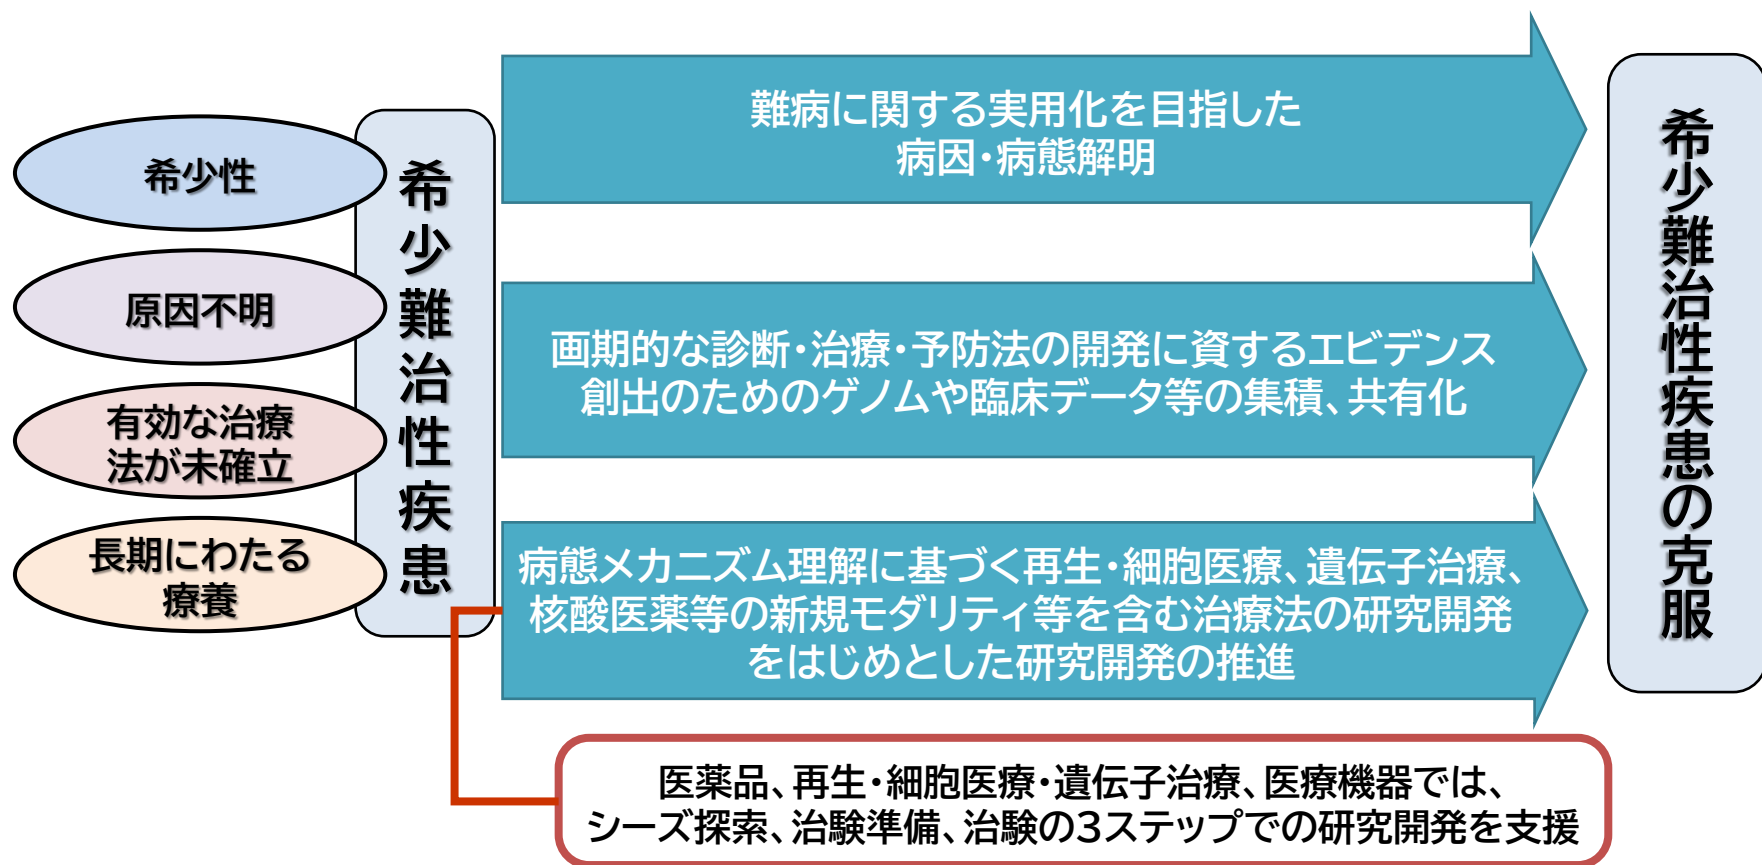 希少性
原因不明
有効な治療
法が未確立
長期にわたる
療養
希少難治性疾患
難病に関する実用化を目指した
病因・病態解明
画期的な診断・治療・予防法の開発に資するエビデンス
創出のためのゲノムや臨床データ等の集積、共有化
病態メカニズム理解に基づく再生・細胞医療、遺伝子治療、
核酸医薬等の新規モダリティ等を含む治療法の研究開発
をはじめとした研究開発の推進
医薬品、再生・細胞医療・遺伝子治療、医療機器では、
シーズ探索、治験準備、治験の3ステップでの研究開発を支援
希少難治性疾患の克服